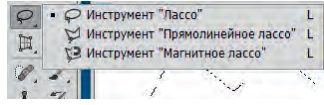 Инструмент "Лассо" L
Инструмент "Прямолинейное лассо" L
Инструмент "Магнитное лассо" L